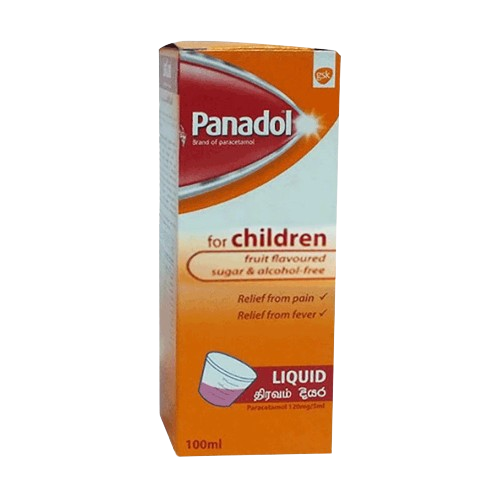 gsk
Panadol
Brand of paracetamol
for children
fruit flavoured
sugar & alcohol-free
Relief from pain ✓
Relief from fever ✓
LIQUID
திரவம் දියර
Paracetamol 120mg/5ml
100ml